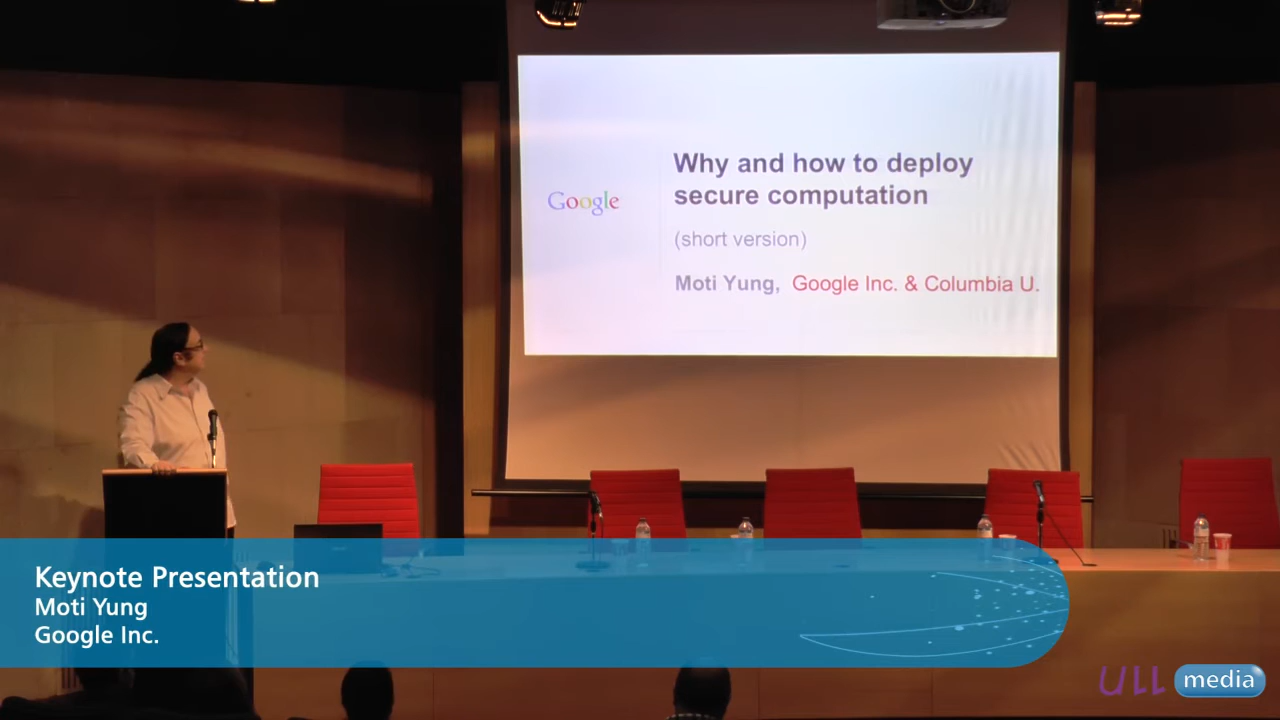 Google
Why and how to deploy
secure computation
(short version)
Moti Yung, Google Inc. & Columbia U.
Keynote Presentation
Moti Yung
Google Inc.
ULL media